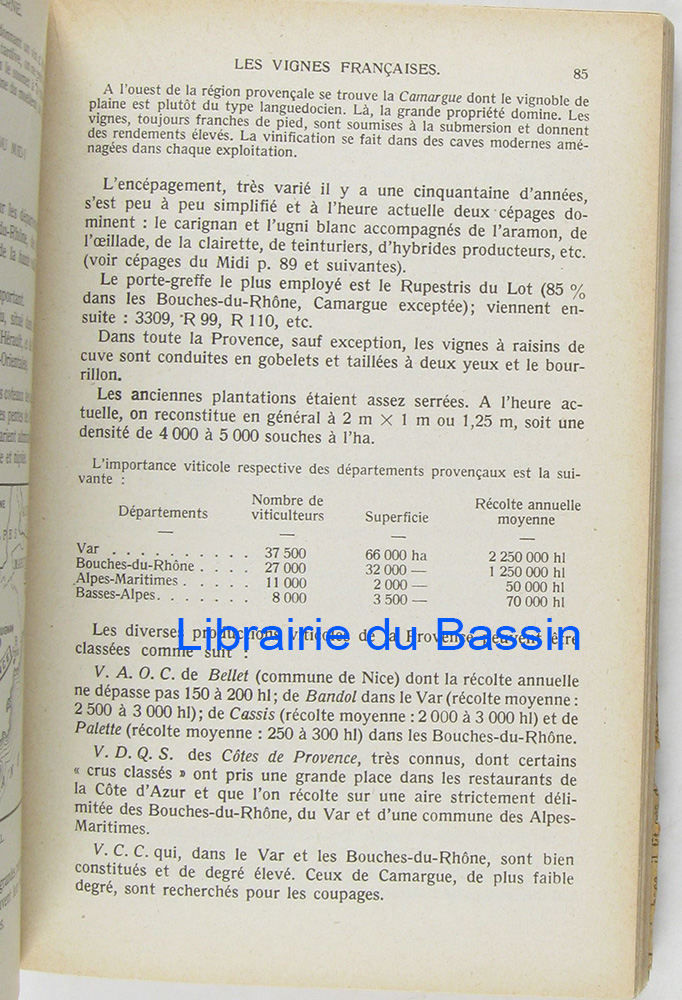 LES VIGNES FRANÇAISES.
85
A l'ouest de la région provençale se trouve la Camargue dont le vignoble de
plaine est plutôt du type languedocien. Là, la grande propriété domine. Les
vignes, toujours franches de pied, sont soumises à la submersion et donnent
des rendements élevés. La vinification se fait dans des caves modernes amé-
nagées dans chaque exploitation.
L'encépagement, très varié il y a une cinquantaine d'années,
s'est peu à peu simplifié et à l'heure actuelle deux cépages do-
minent : le carignan et l'ugni blanc accompagnés de l'aramon, de
l'œillade, de la clairette, de teinturiers, d'hybrides producteurs, etc.
(voir cépages du Midi p. 89 et suivantes).
Le porte-greffe le plus employé est le Rupestris du Lot (85 %
dans les Bouches-du-Rhône, Camargue exceptée); viennent en-
suite : 3309, R 99, R 110, etc.
Dans toute la Provence, sauf exception, les vignes à raisins de
cuve sont conduites en gobelets et taillées à deux yeux et le bour-
rillon.
Les anciennes plantations étaient assez serrées. A l'heure ac-
tuelle, on reconstitue en général à 2 m × 1 m ou 1,25 m, soit une
densité de 4 000 à 5 000 souches à l'ha.
L'importance viticole respective des départements provençaux est la sui-
vante :
Départements Nombre de viticulteurs Superficie Récolte annuelle moyenne
— — — —
Var . . . . . . . . . . 37 500 66 000 ha 2 250 000 hl
Bouches-du-Rhône . . . . 27 000 32 000 — 1 250 000 hl
Alpes-Maritimes . . . . . 11 000 2 000 — 50 000 hl
Basses-Alpes. . . . . . . 8 000 3 500 — 70 000 hl
Les diverses productions viticoles de la Provence peuvent être
Librairie du Bassin
classées comme suit :
V. A. O. C. de Bellet (commune de Nice) dont la récolte annuelle
ne dépasse pas 150 à 200 hl; de Bandol dans le Var (récolte moyenne :
2 500 à 3 000 hl); de Cassis (récolte moyenne : 2 000 à 3 000 hl) et de
Palette (récolte moyenne : 250 à 300 hl) dans les Bouches-du-Rhône.
V. D. Q. S. des Côtes de Provence, très connus, dont certains
« crus classés » ont pris une grande place dans les restaurants de
la Côte d'Azur et que l'on récolte sur une aire strictement déli-
mitée des Bouches-du-Rhône, du Var et d'une commune des Alpes-
Maritimes.
V. C. C. qui, dans le Var et les Bouches-du-Rhône, sont bien
constitués et de degré élevé. Ceux de Camargue, de plus faible
degré, sont recherchés pour les coupages.